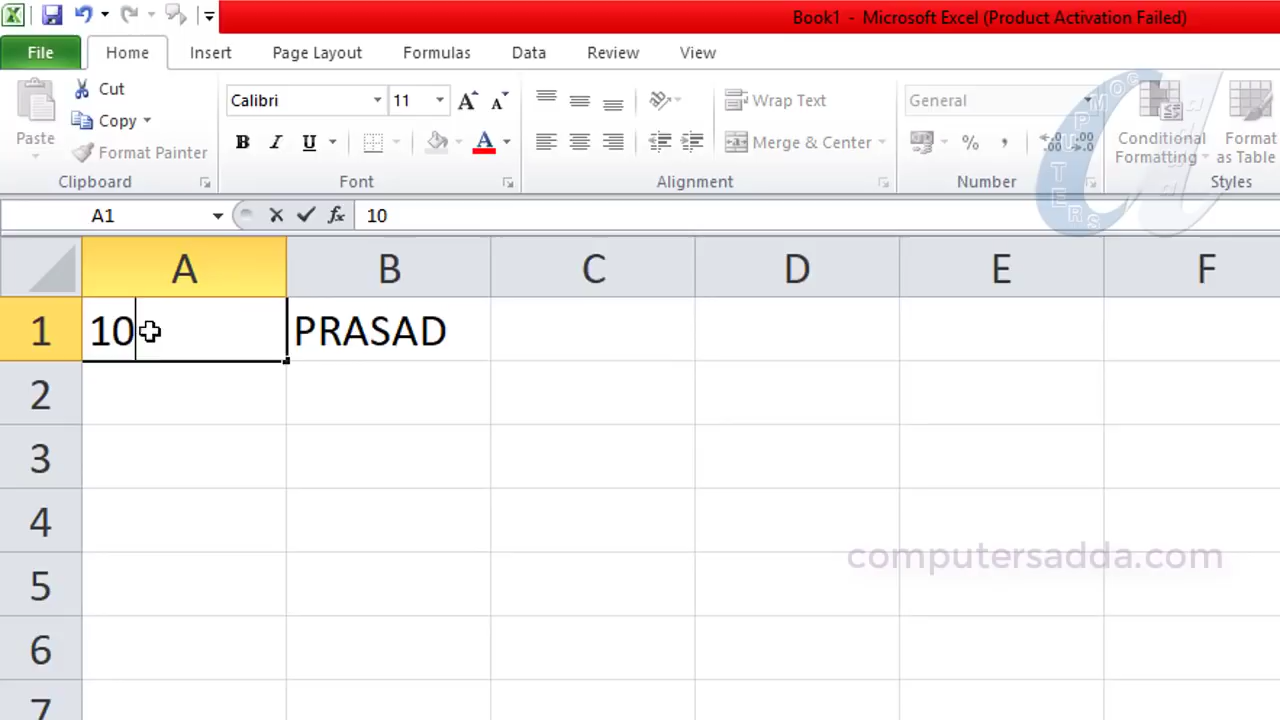 Book1 - Microsoft Excel (Product Activation Failed)
File Home Insert Page Layout Formulas Data Review View
Paste
Cut
Copy
Format Painter
Clipboard
Calibri 11
B I U A
Font
Wrap Text
Merge & Center
Alignment
General
% ,
Number
Conditional
Formatting
Format
as Table
Styles
COMPUTERS
A1 fx 10
A B C D E F
1 10 PRASAD
2
3
4
5
6
7
computersadda.com